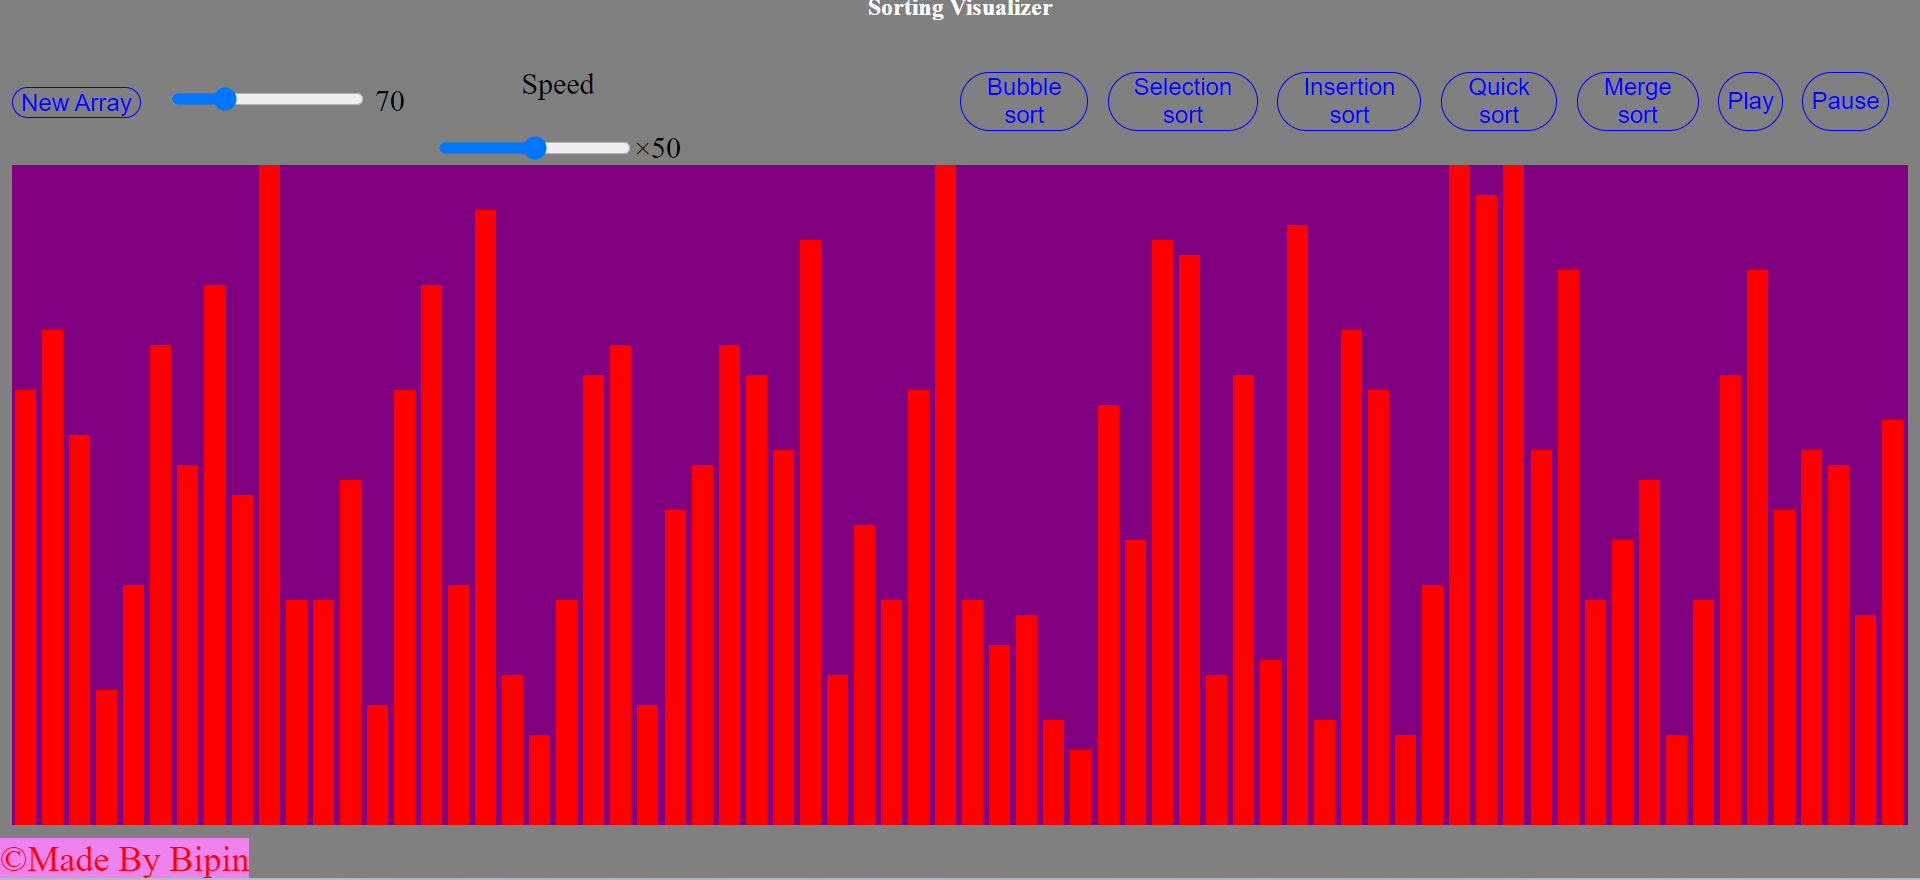 Sorting Visualizer
New Array
70
Speed
×50
Bubble
sort
Selection
sort
Insertion
sort
Quick
sort
Merge
sort
Play
Pause
©Made By Bipin